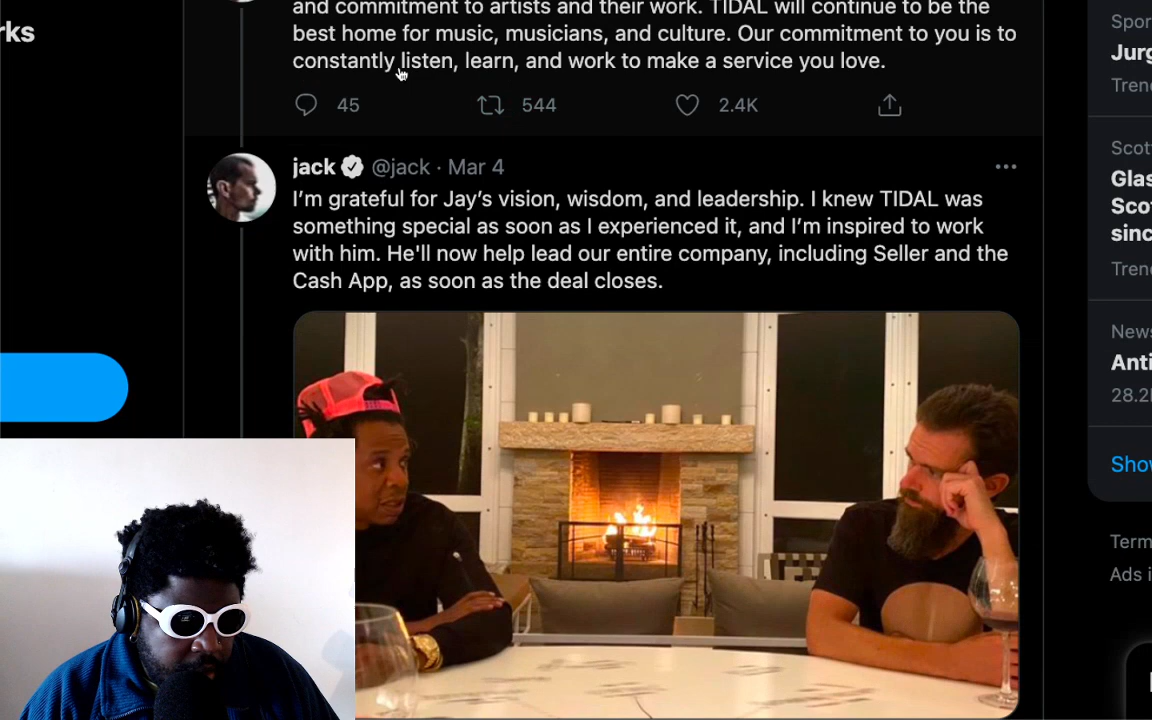 rks
and commitment to artists and their work. TIDAL will continue to be the
best home for music, musicians, and culture. Our commitment to you is to
constantly listen, learn, and work to make a service you love.
45 544 2.4K
jack @jack · Mar 4
I’m grateful for Jay’s vision, wisdom, and leadership. I knew TIDAL was
something special as soon as I experienced it, and I’m inspired to work
with him. He'll now help lead our entire company, including Seller and the
Cash App, as soon as the deal closes.
Spor
Jurg
Trend
Scot
Glas
Scot
sinc
Trend
News
Anti
28.2
Show
Term
Ads i